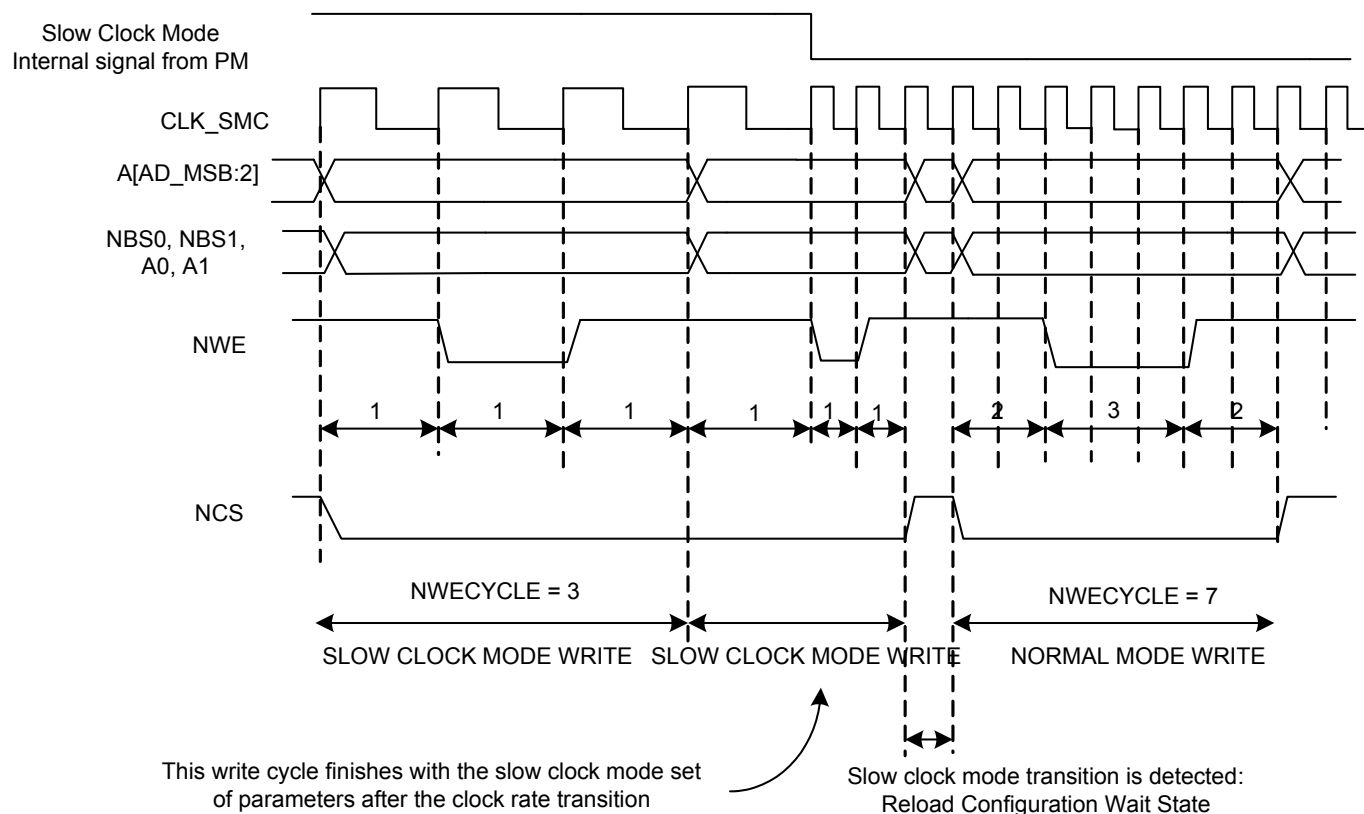 Slow Clock Mode
Internal signal from PM
CLK_SMC
A[AD_MSB:2]
NBS0, NBS1,
A0, A1
NWE
1 1 1 1 1 1 2 3 2
NCS
NWECYCLE = 3 NWECYCLE = 7
SLOW CLOCK MODE WRITE SLOW CLOCK MODE WRITE NORMAL MODE WRITE
This write cycle finishes with the slow clock mode set
of parameters after the clock rate transition
Slow clock mode transition is detected:
Reload Configuration Wait State